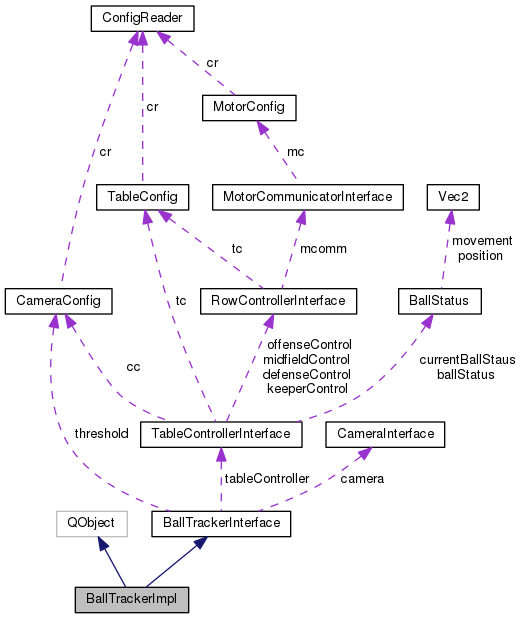 ConfigReader
cr
MotorConfig
cr
cr
mc
TableConfig
MotorCommunicatorInterface
Vec2
tc
mcomm
movement
position
CameraConfig
tc
RowControllerInterface
BallStatus
offenseControl
midfieldControl
defenseControl
keeperControl
cc
currentBallStaus
ballStatus
threshold
TableControllerInterface
CameraInterface
tableController
camera
QObject
BallTrackerInterface
BallTrackerImpl